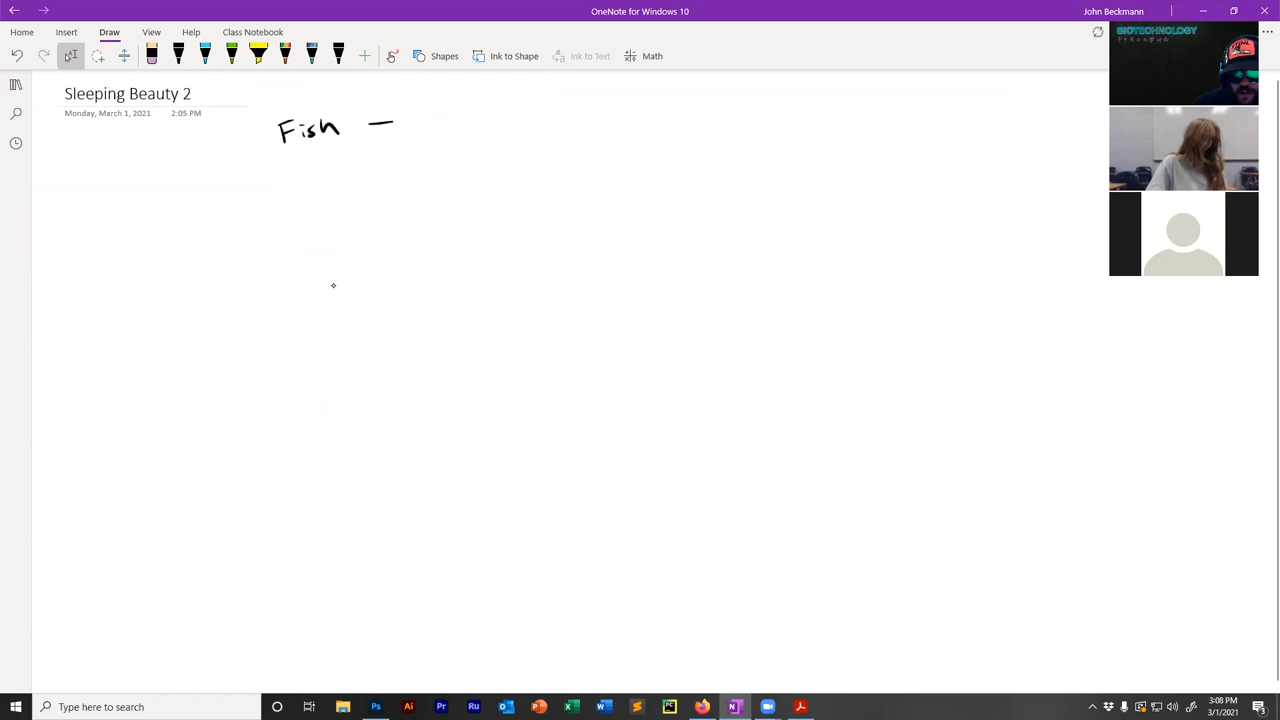 OneNote for Windows 10
John Berkley
Home
Insert
Draw
View
Help
Class Notebook
Shapes
Ink to Shape
Ink to Text
Math
Sleeping Beauty 2
Monday, March 1, 2021
2:05 PM
Fish —
BIOTECHNOLOGY
Type here to search
3:08 PM
3/1/2021